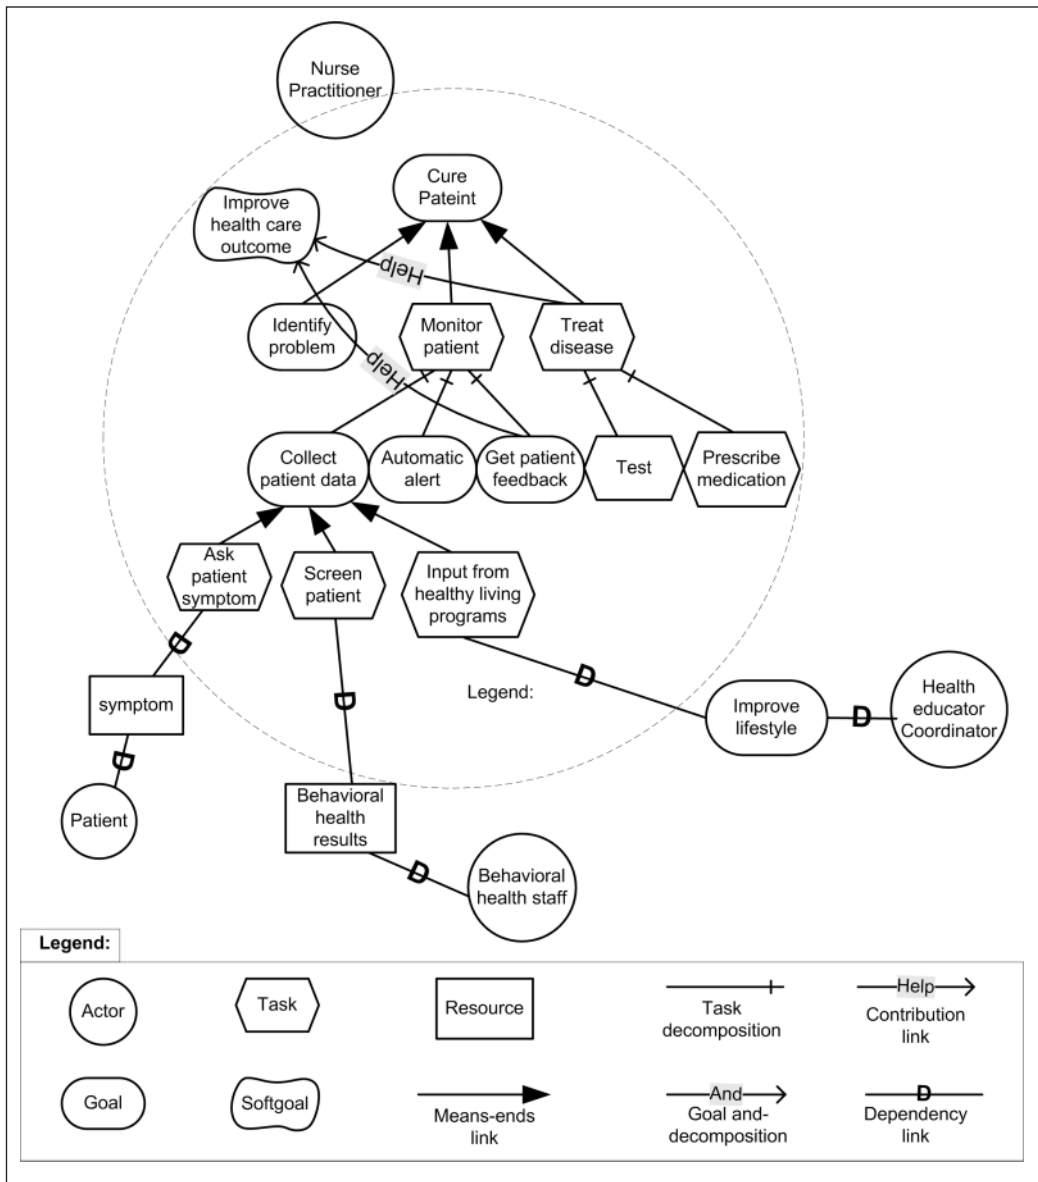 Nurse
Practitioner
Cure
Pateint
Improve
health care
outcome
Help
Identify
problem
Monitor
patient
Treat
disease
Help
Collect
patient data
Automatic
alert
Get patient
feedback
Test
Prescribe
medication
Ask
patient
symptom
Screen
patient
Input from
healthy living
programs
D
D
D
Legend:
symptom
Improve
lifestyle
D
Health
educator
Coordinator
D
Patient
Behavioral
health
results
D
Behavioral
health staff
Legend:
Actor
Task
Resource
Task
decomposition
Help
Contribution
link
Goal
Softgoal
Means-ends
link
And
Goal and-
decomposition
D
Dependency
link